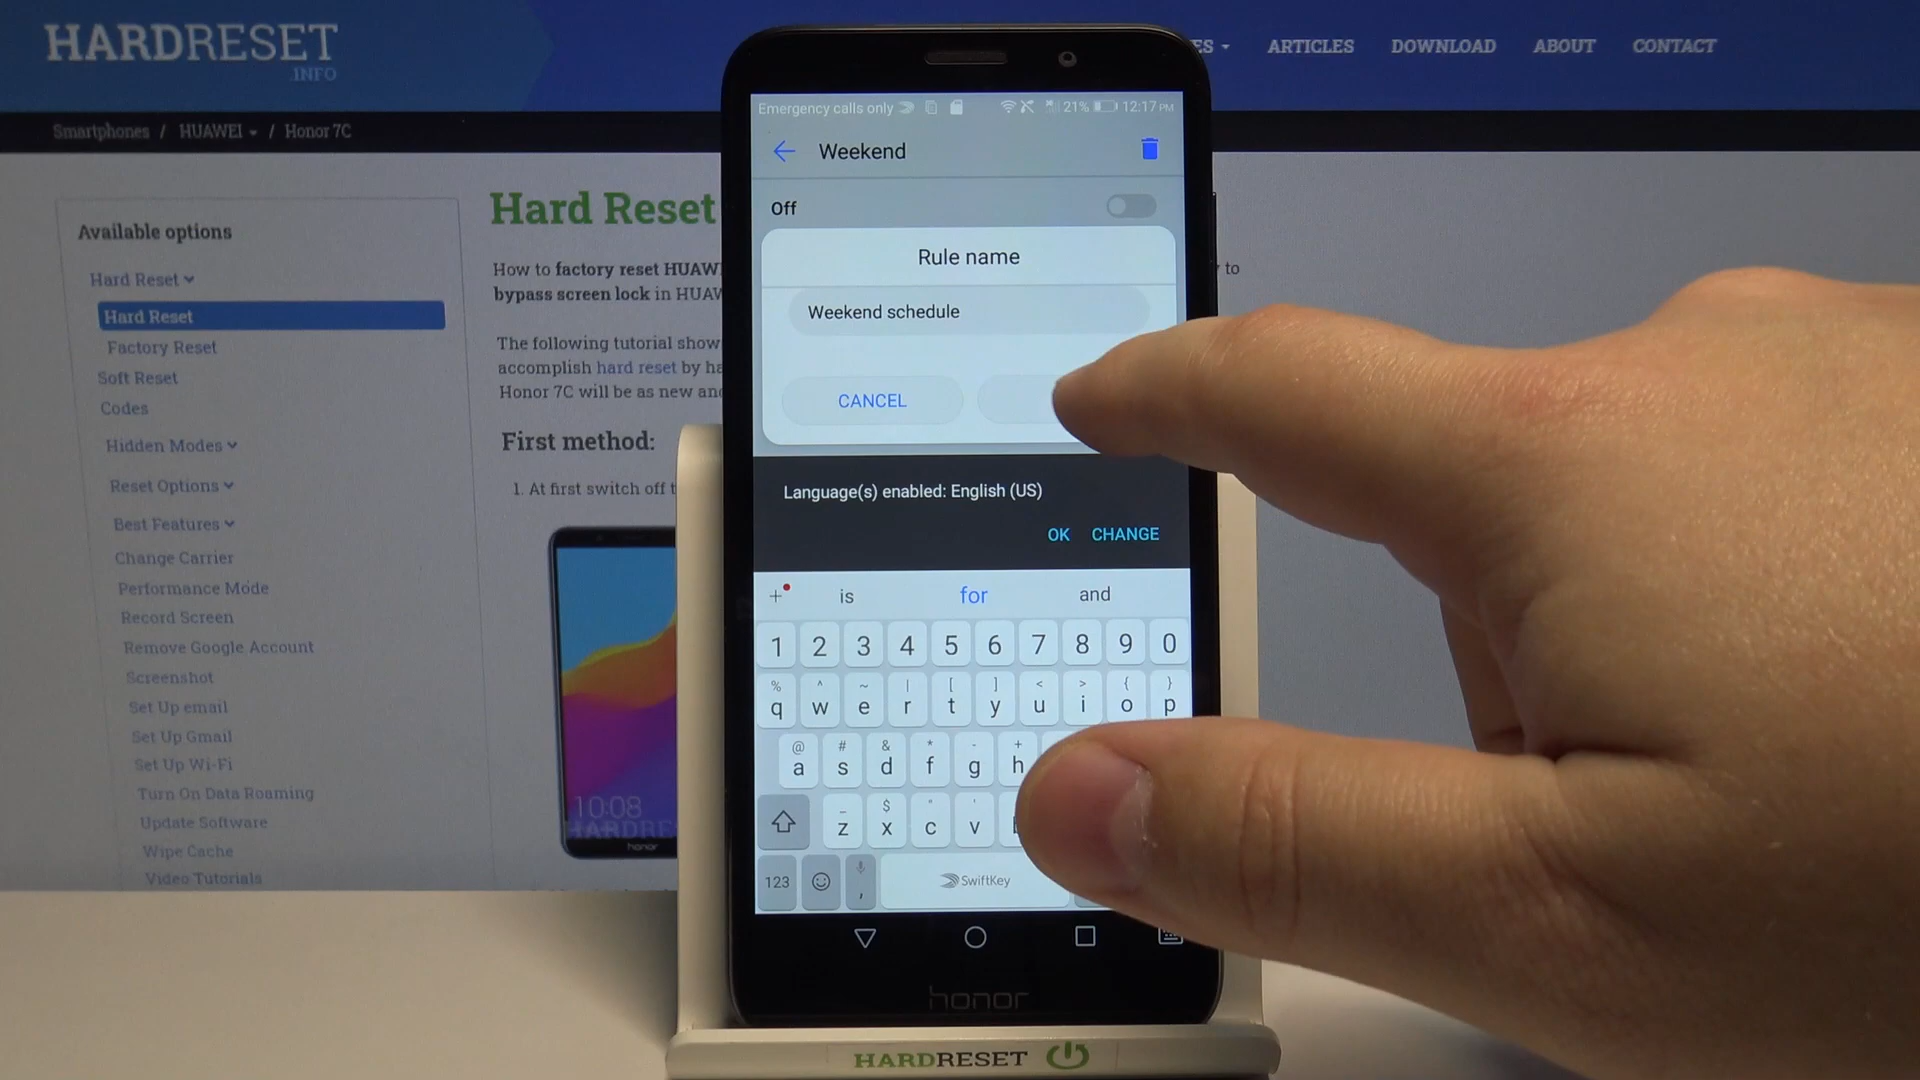 HARDRESET
.INFO
ES ARTICLES DOWNLOAD ABOUT CONTACT
Smartphones / HUAWEI / Honor 7C
Available options
Hard Reset
Hard Reset
Factory Reset
Soft Reset
Codes
Hidden Modes
Reset Options
Best Features
Change Carrier
Performance Mode
Record Screen
Remove Google Account
Screenshot
Set Up email
Set Up Gmail
Set Up Wi-Fi
Turn On Data Roaming
Update Software
Wipe Cache
Video Tutorials
Hard Reset
How to factory reset HUAW
to
bypass screen lock in HUAW
The following tutorial show
accomplish hard reset by ha
Honor 7C will be as new and
First method:
1. At first switch off t
10:08
HARDRE
honor
Emergency calls only 21% 12:17 PM
Weekend
Off
Rule name
Weekend schedule
CANCEL
Language(s) enabled: English (US)
OK CHANGE
+ is for and
1 2 3 4 5 6 7 8 9 0
% ^ ~ | [ ] < > { }
q w e r t y u i o p
@ # & * - +
a s d f g h
_ $ " '
z x c v
123 , SwiftKey
honor
HARDRESET